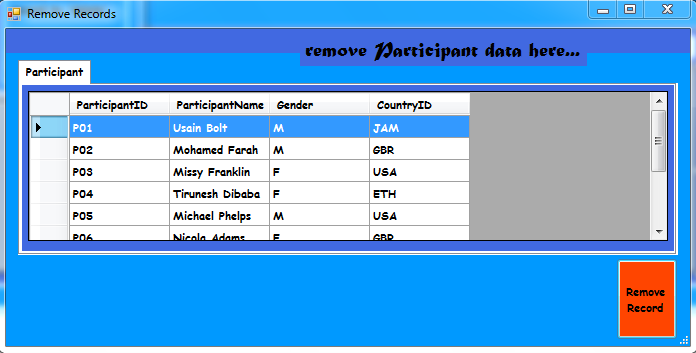 Remove Records
remove Participant data here...
Participant
ParticipantID ParticipantName Gender CountryID
P01 Usain Bolt M JAM
P02 Mohamed Farah M GBR
P03 Missy Franklin F USA
P04 Tirunesh Dibaba F ETH
P05 Michael Phelps M USA
P06 Nicola Adams F GBR
Remove
Record